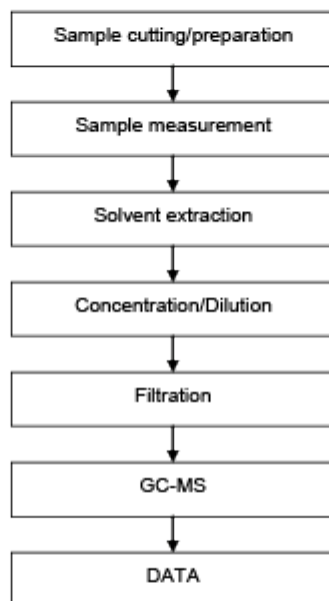 Sample cutting/preparation
Sample measurement
Solvent extraction
Concentration/Dilution
Filtration
GC-MS
DATA